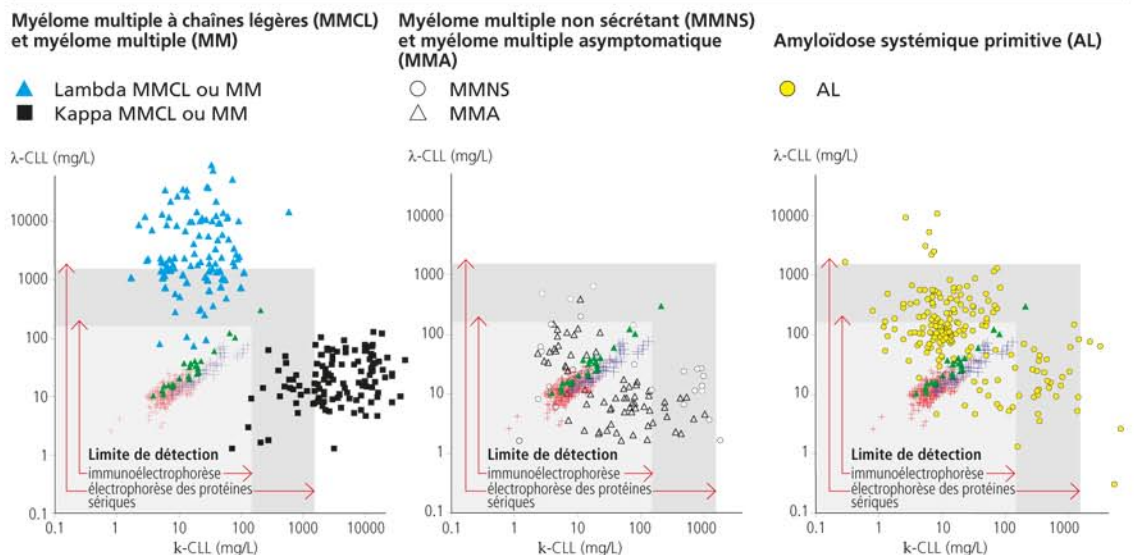 Myélome multiple à chaînes légères (MMCL)
et myélome multiple (MM)
Lambda MMCL ou MM
Kappa MMCL ou MM
λ-CLL (mg/L)
10000
1000
100
10
1
0.1
Limite de détection
immunoélectrophorèse
électrophorèse des protéines
sériques
0.1
1
10
100
1000
10000
k-CLL (mg/L)
Myélome multiple non sécrétant (MMNS)
et myélome multiple asymptomatique
(MMA)
MMNS
MMA
λ-CLL (mg/L)
10000
1000
100
10
1
0.1
Limite de détection
immunoélectrophorèse
électrophorèse des protéines
sériques
0.1
1
10
100
1000
10000
k-CLL (mg/L)
Amyloïdose systémique primitive (AL)
AL
λ-CLL (mg/L)
10000
1000
100
10
1
0.1
Limite de détection
immunoélectrophorèse
électrophorèse des protéines
sériques
0.1
1
10
100
1000
10000
k-CLL (mg/L)